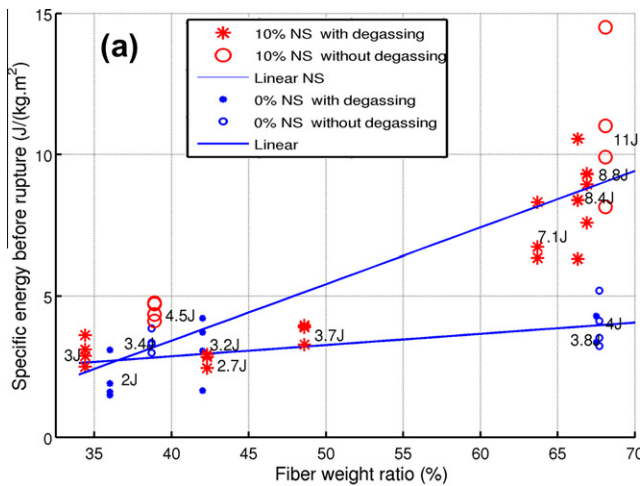 (a)
10% NS with degassing
10% NS without degassing
Linear NS
0% NS with degassing
0% NS without degassing
Linear
Specific energy before rupture (J/(kg.m²)
15
10
5
0
11J
8.8J
8.4J
7.1J
4.5J
3.4J
3.2J
3.7J
4J
3.8J
3J
2.7J
2J
35 40 45 50 55 60 65 70
Fiber weight ratio (%)